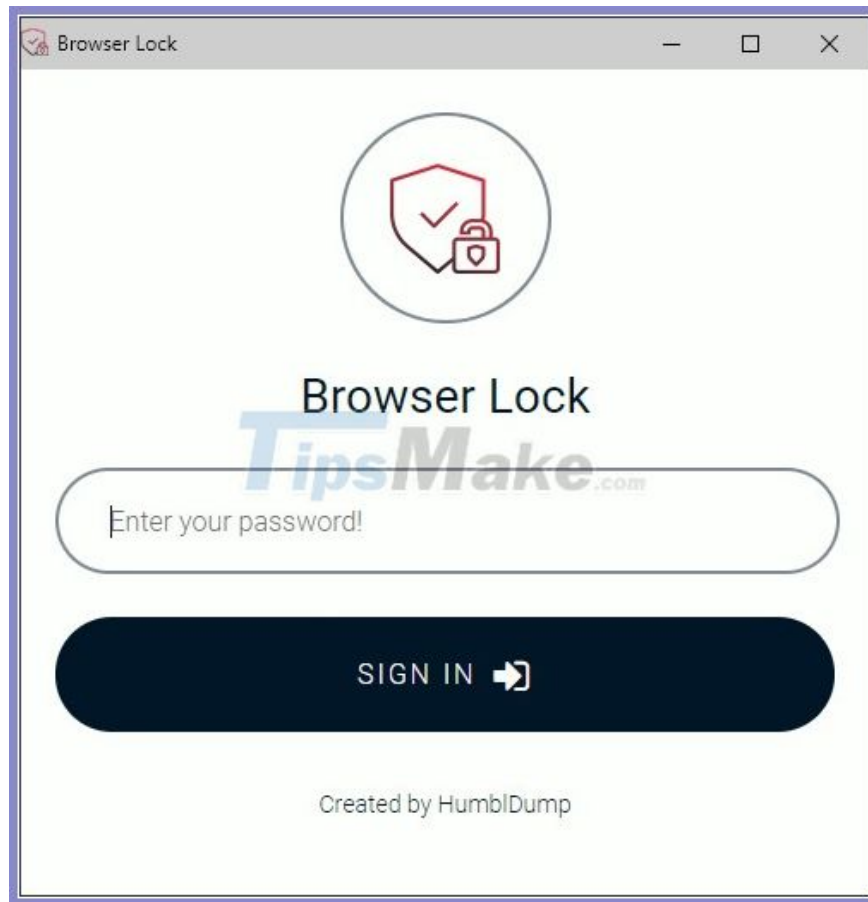 Browser Lock
Browser Lock
TipsMake.com
Enter your password!
SIGN IN
Created by HumblDump